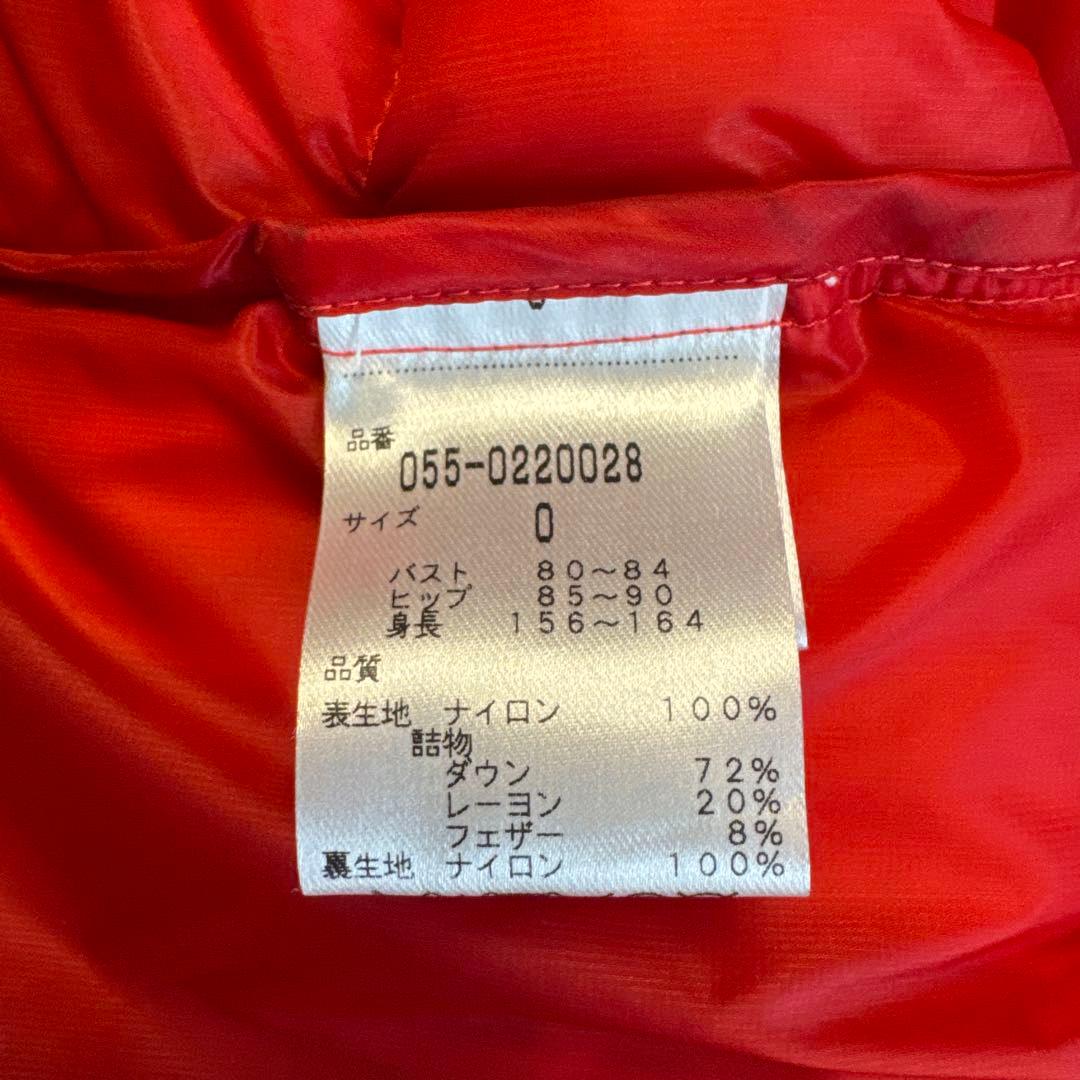 品番
055-0220028
サイズ 0
バスト 80〜84
ヒップ 85〜90
身長 156〜164
品質
表生地 ナイロン 100%
詰物
ダウン 72%
レーヨン 20%
フェザー 8%
裏生地 ナイロン 100%